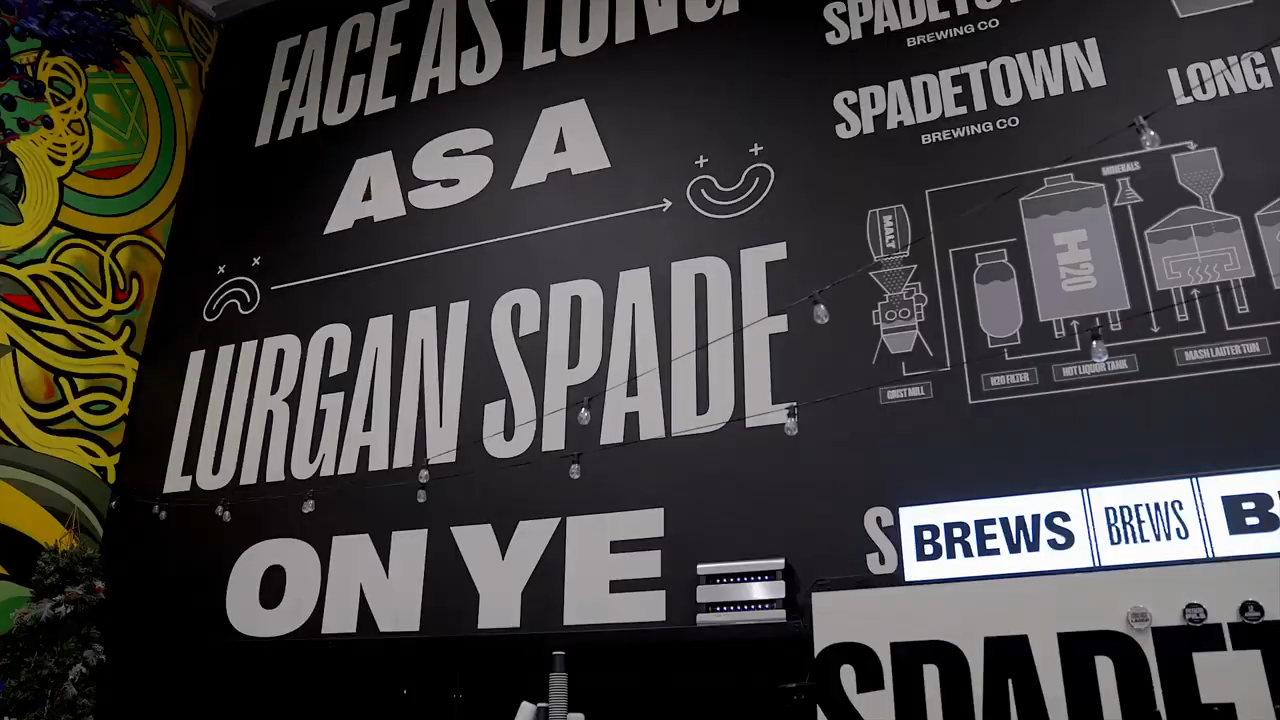 FACE AS LONG
AS A
LURGAN SPADE
ON YE
BREWING CO
SPADETOWN
BREWING CO
LONG
MINERALS
MALT
H2O
GRIST MILL
H2O FILTER
HOT LIQUOR TANK
MASH LAUTER TUN
S
BREWS
BREWS
B
SPADET